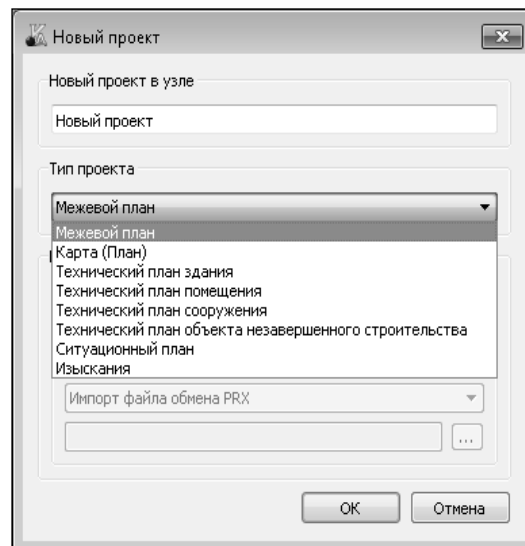 Новый проект
Новый проект в узле
Новый проект
Тип проекта
Межевой план
Межевой план
Карта (План)
Технический план здания
Технический план помещения
Технический план сооружения
Технический план объекта незавершенного строительства
Ситуационный план
Изыскания
Импорт файла обмена PRX
...
ОК
Отмена